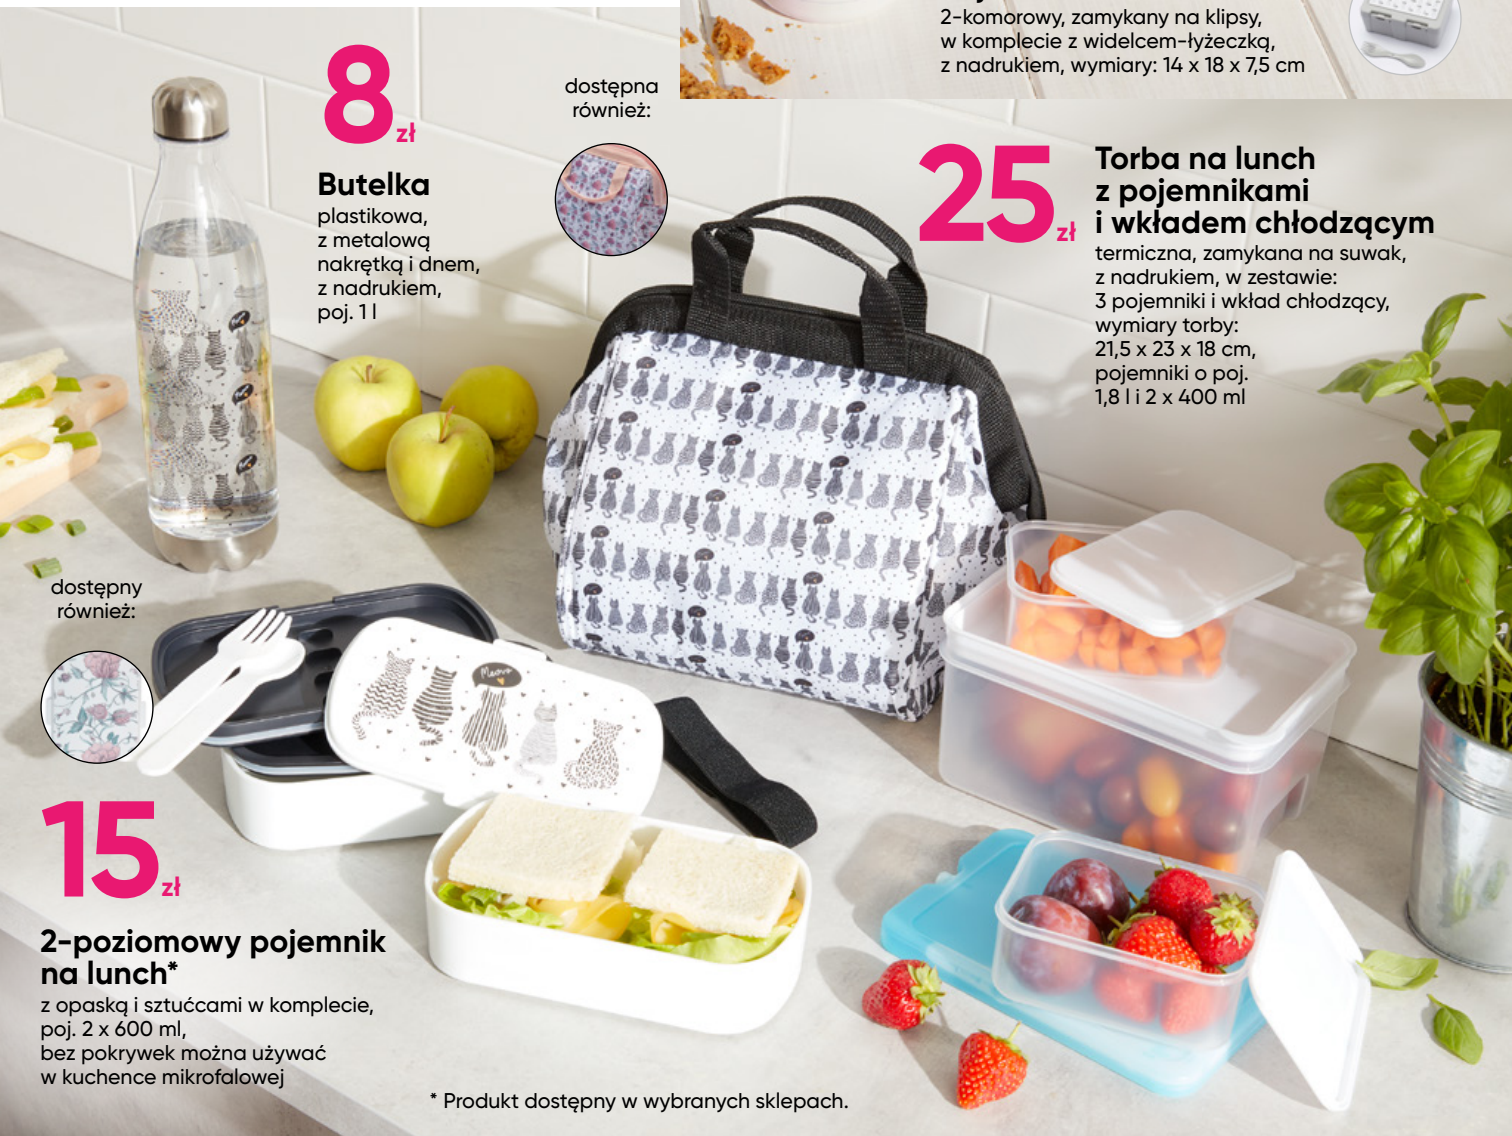 2-komorowy, zamykany na klipsy,
w komplecie z widelcem-łyżeczką,
z nadrukiem, wymiary: 14 x 18 x 7,5 cm
8 zł
Butelka
plastikowa,
z metalową
nakrętką i dnem,
z nadrukiem,
poj. 1 l
dostępna
również:
25 zł
Torba na lunch
z pojemnikami
i wkładem chłodzącym
termiczna, zamykana na suwak,
z nadrukiem, w zestawie:
3 pojemniki i wkład chłodzący,
wymiary torby:
21,5 x 23 x 18 cm,
pojemniki o poj.
1,8 l i 2 x 400 ml
dostępny
również:
15 zł
2-poziomowy pojemnik
na lunch*
z opaską i sztućcami w komplecie,
poj. 2 x 600 ml,
bez pokrywek można używać
w kuchence mikrofalowej
* Produkt dostępny w wybranych sklepach.